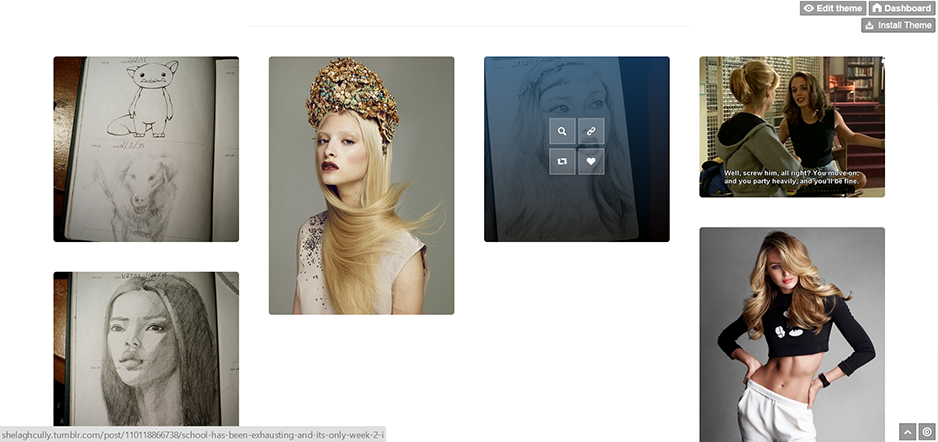 Edit theme
Dashboard
Install Theme
Well, screw him, all right? You move on,
and you party heavily, and you'll be fine.
shelaghcully.tumblr.com/post/110118866738/school-has-been-exhausting-and-its-only-week-2-i